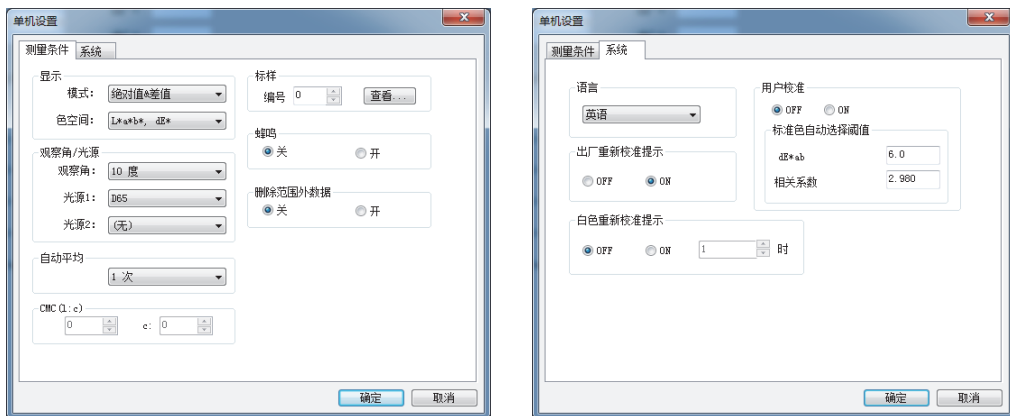 单机设置
测量条件 系统
显示
模式: 绝对值&差值
色空间: L*a*b*, dE*
观察角/光源
观察角: 10 度
光源1: D65
光源2: (无)
自动平均
1 次
CMC(l:c)
0 c: 0
标样
编号 0 查看...
蜂鸣
关 开
删除范围外数据
关 开
确定 取消
单机设置
测量条件 系统
语言
英语
出厂重新校准提示
OFF ON
白色重新校准提示
OFF ON 1 时
用户校准
OFF ON
标准色自动选择阈值
dE*ab 6.0
相关系数 2.980
确定 取消